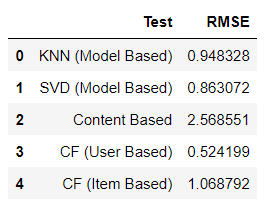 Test RMSE
0 KNN (Model Based) 0.948328
1 SVD (Model Based) 0.863072
2 Content Based 2.568551
3 CF (User Based) 0.524199
4 CF (Item Based) 1.068792